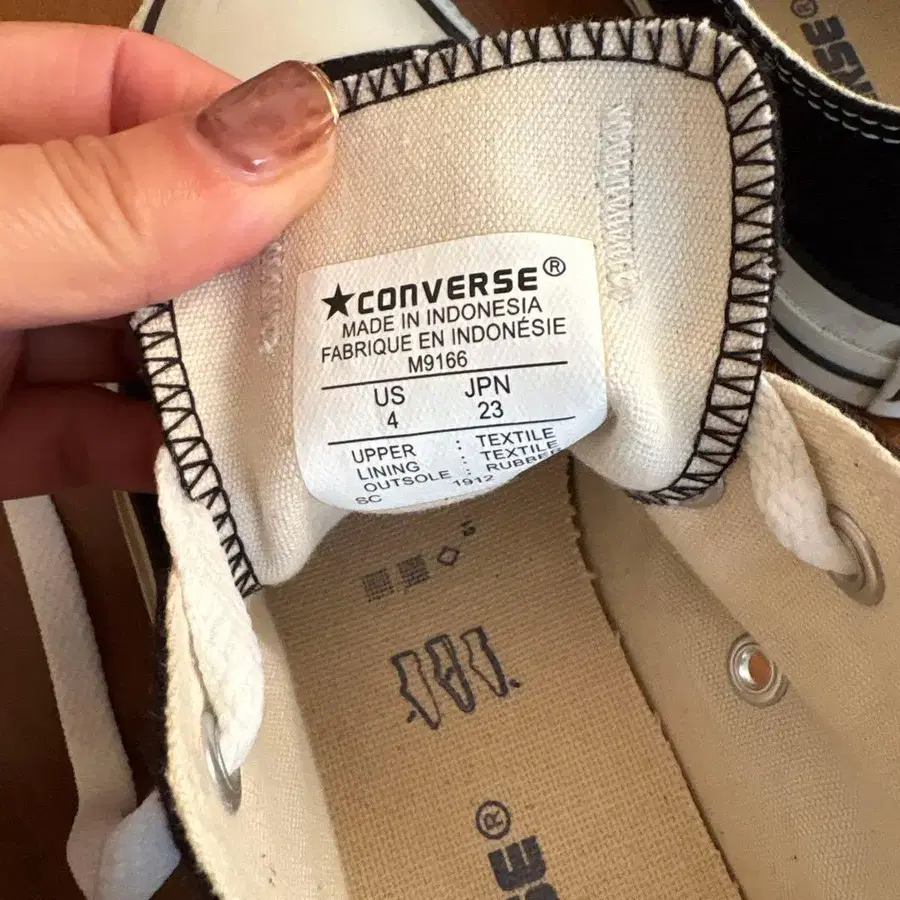 ★CONVERSE®
MADE IN INDONESIA
FABRIQUE EN INDONÉSIE
M9166
US JPN
4 23
UPPER : TEXTILE
LINING : TEXTILE
OUTSOLE : RUBBER
SC 1912